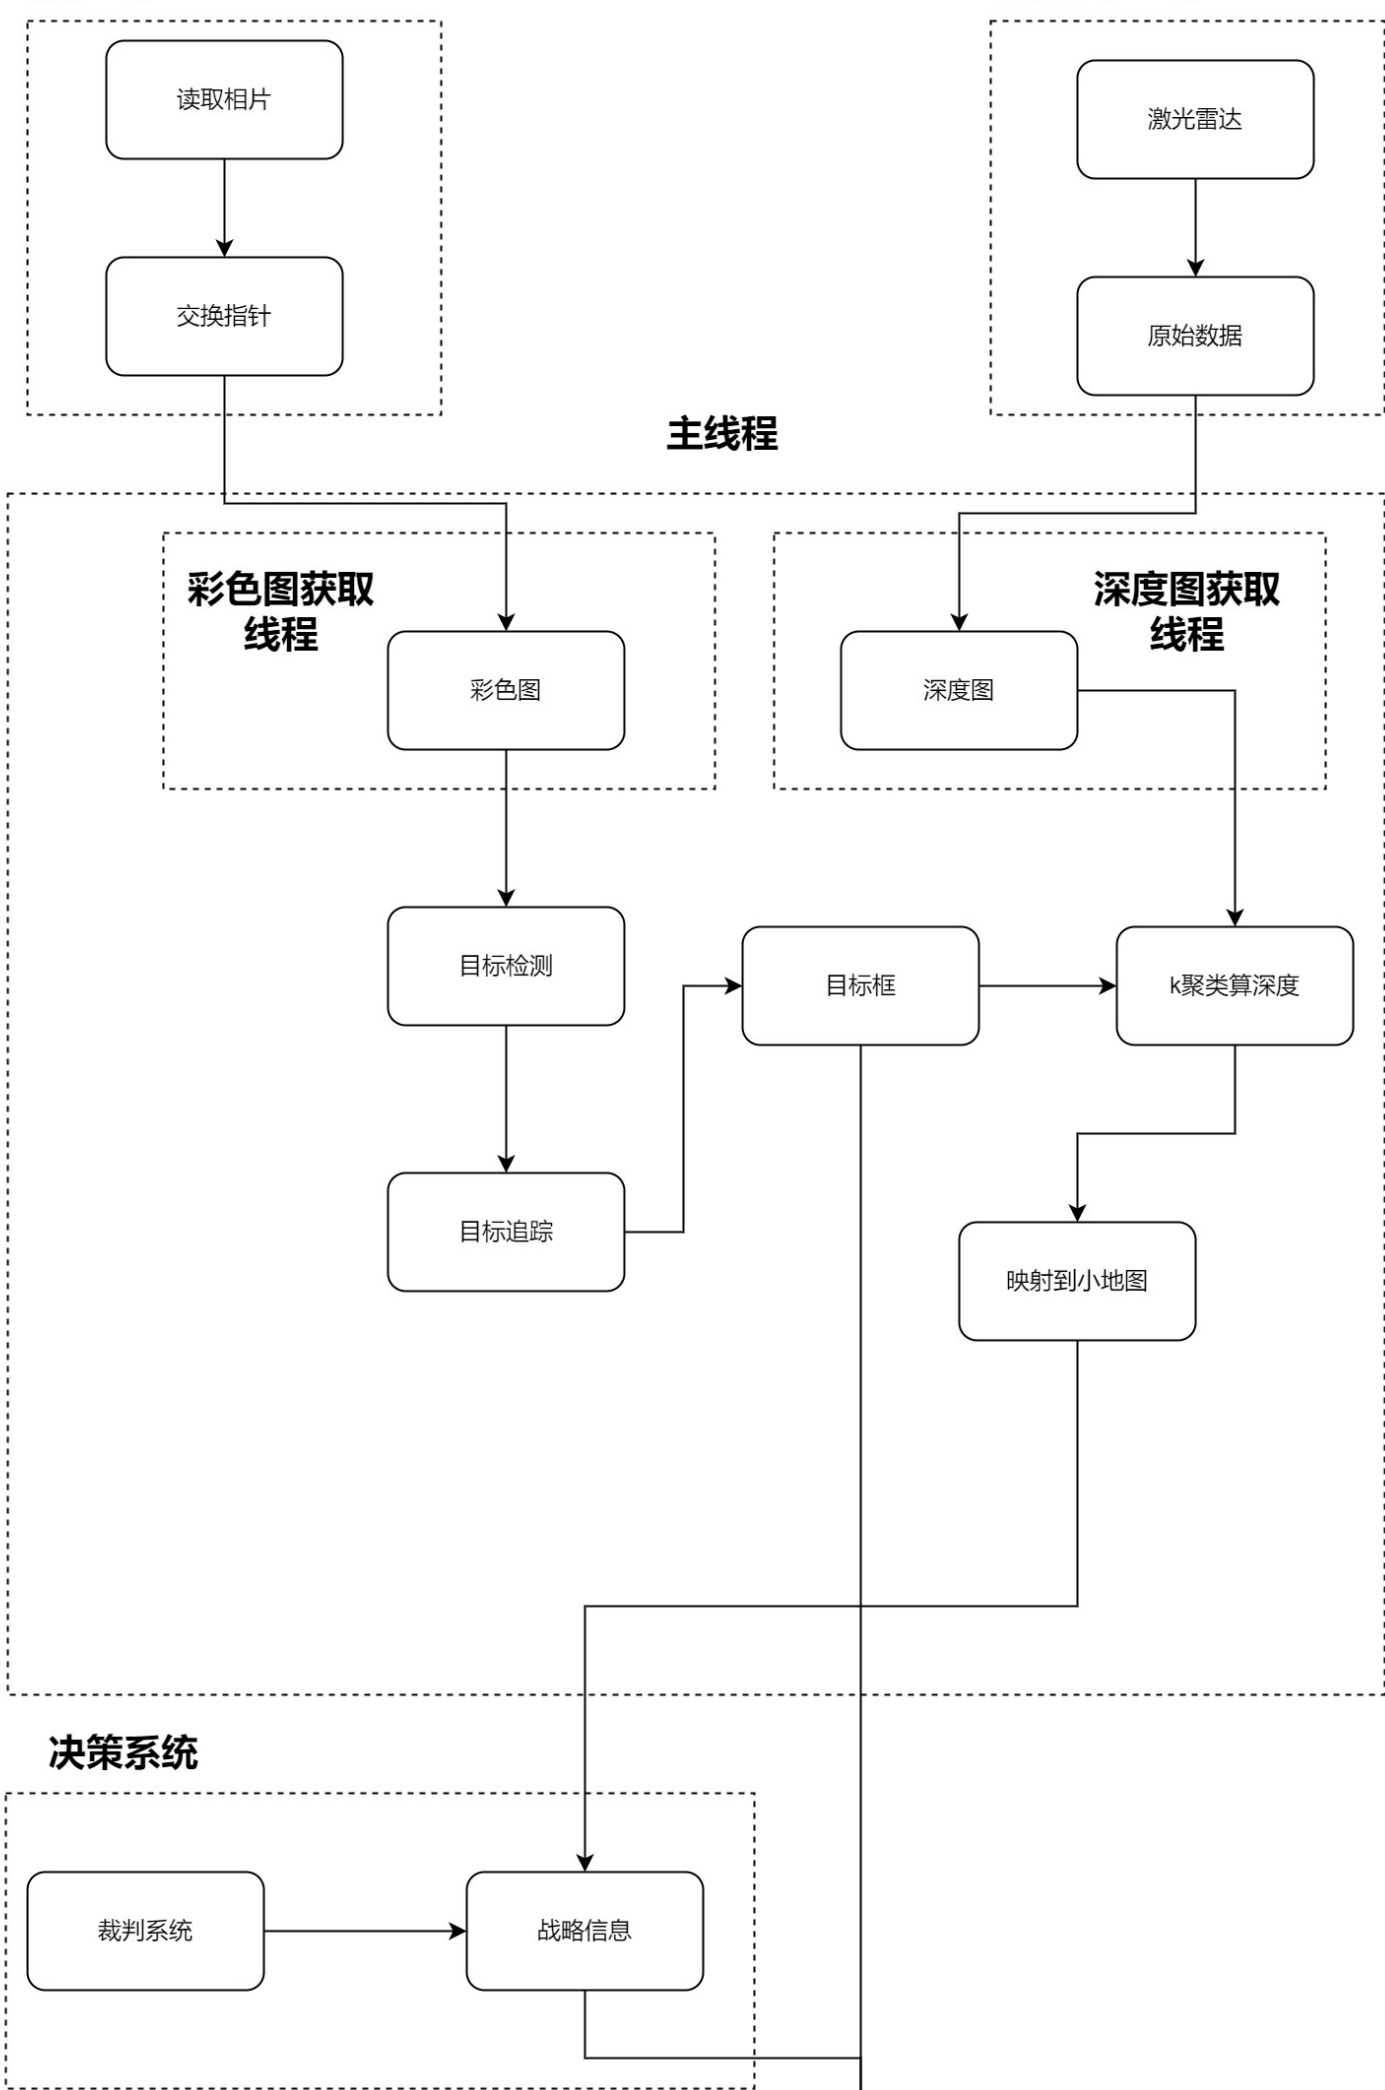 读取相片
激光雷达
交换指针
原始数据
主线程
彩色图获取
线程
深度图获取
线程
彩色图
深度图
目标检测
目标框
k聚类算深度
目标追踪
映射到小地图
决策系统
裁判系统
战略信息